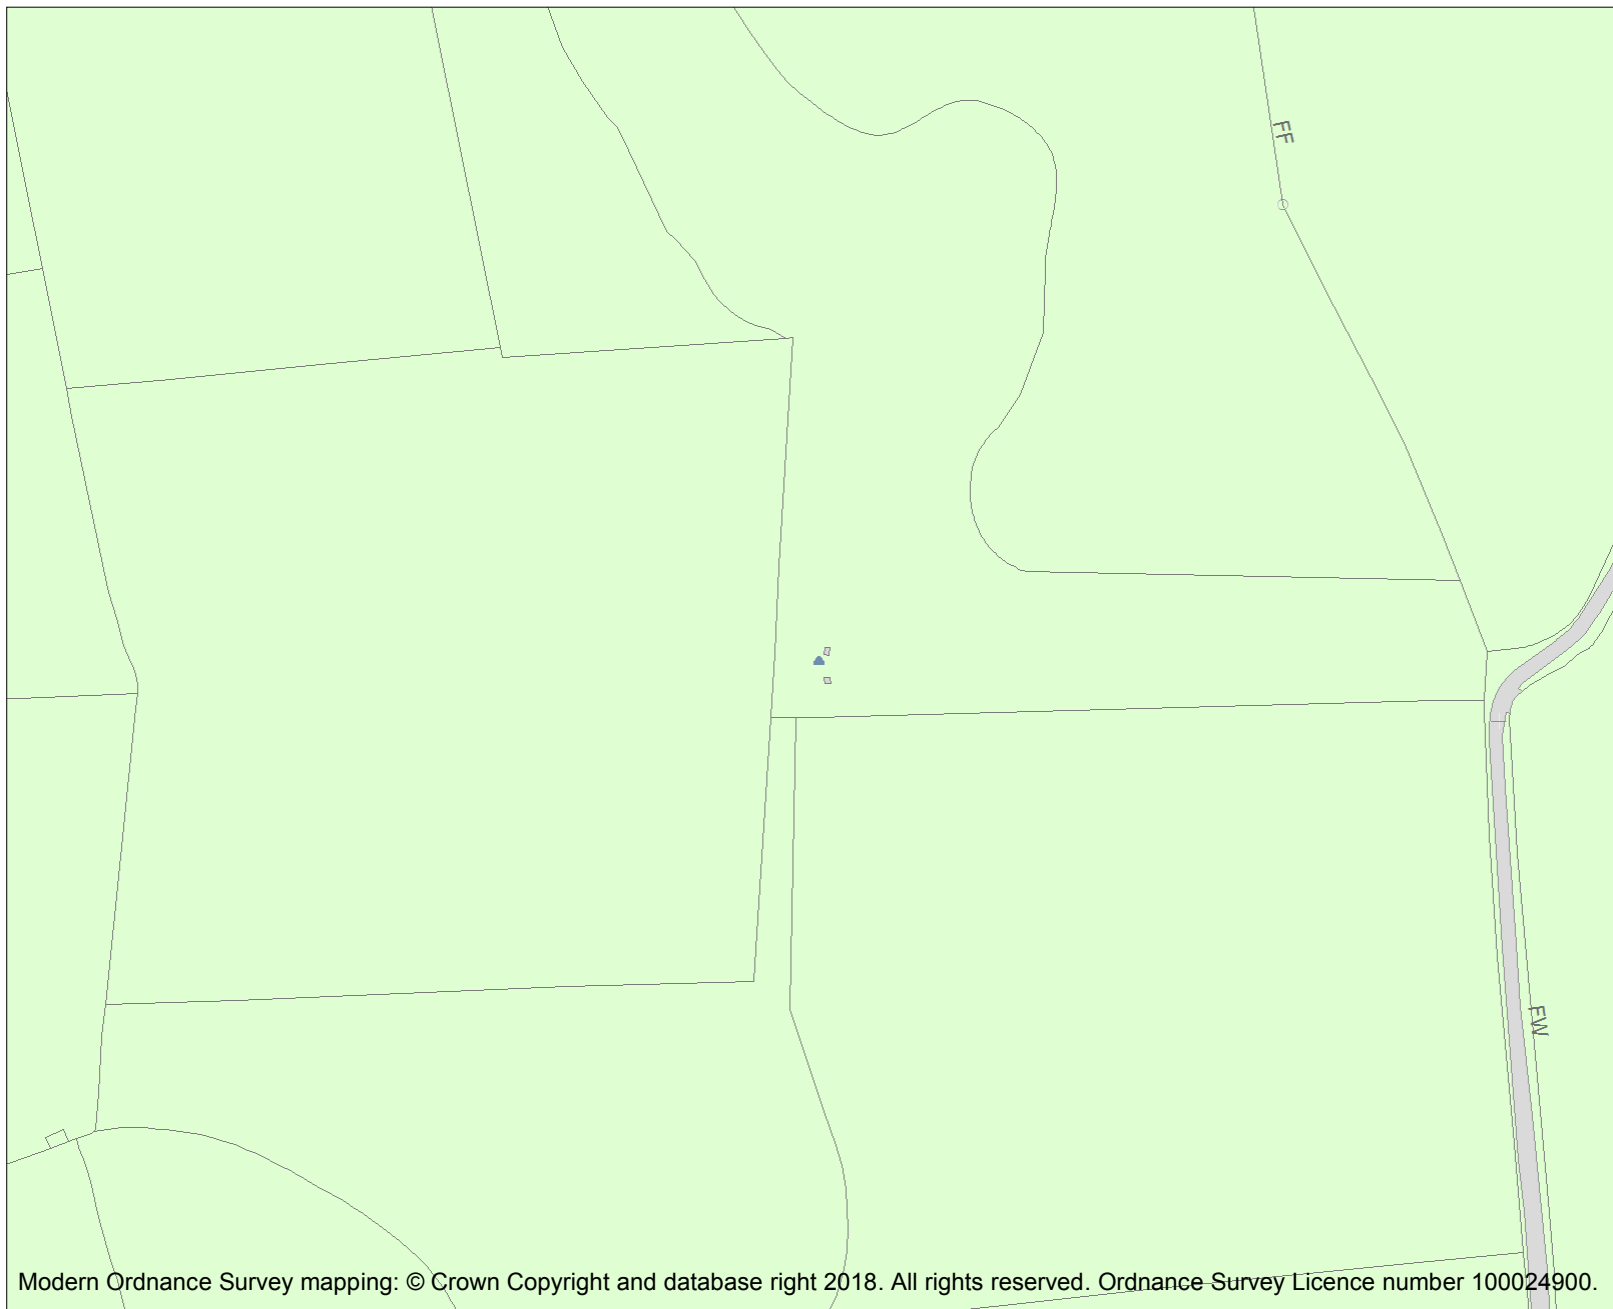 FF
FW
Modern Ordnance Survey mapping: © Crown Copyright and database right 2018. All rights reserved. Ordnance Survey Licence number 100024900.